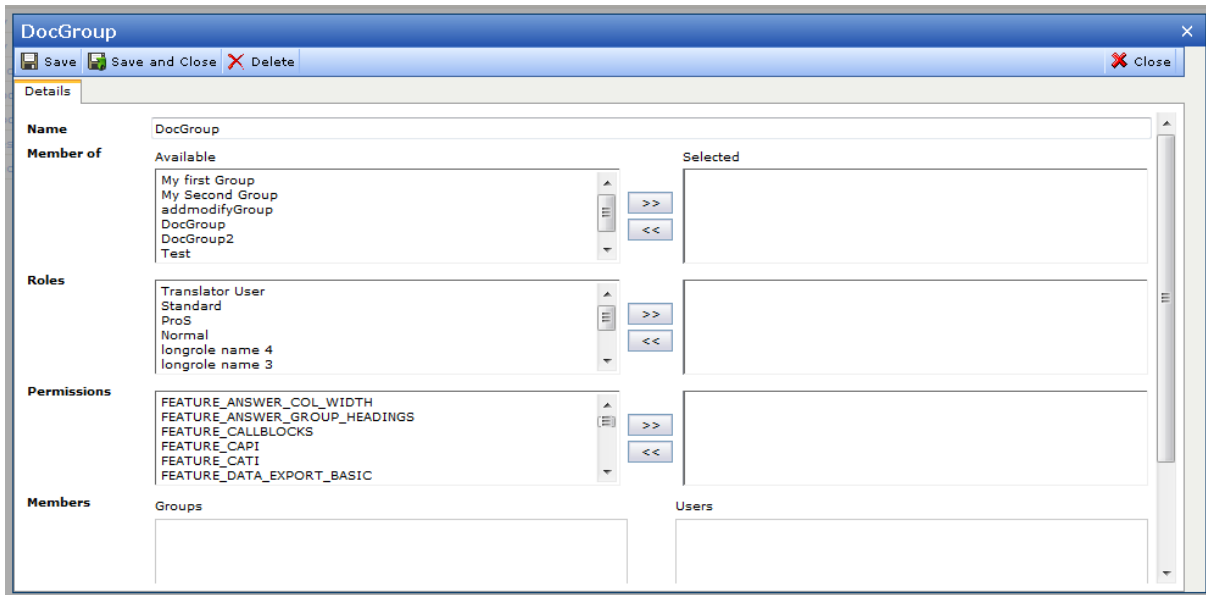 DocGroup
Save Save and Close Delete Close
Details
Name DocGroup
Member of Available Selected
My first Group
My Second Group
addmodifyGroup
DocGroup
DocGroup2
Test
>>
<<
Roles
Translator User
Standard
ProS
Normal
longrole name 4
longrole name 3
>>
<<
Permissions
FEATURE_ANSWER_COL_WIDTH
FEATURE_ANSWER_GROUP_HEADINGS
FEATURE_CALLBLOCKS
FEATURE_CAPI
FEATURE_CATI
FEATURE_DATA_EXPORT_BASIC
>>
<<
Members Groups Users